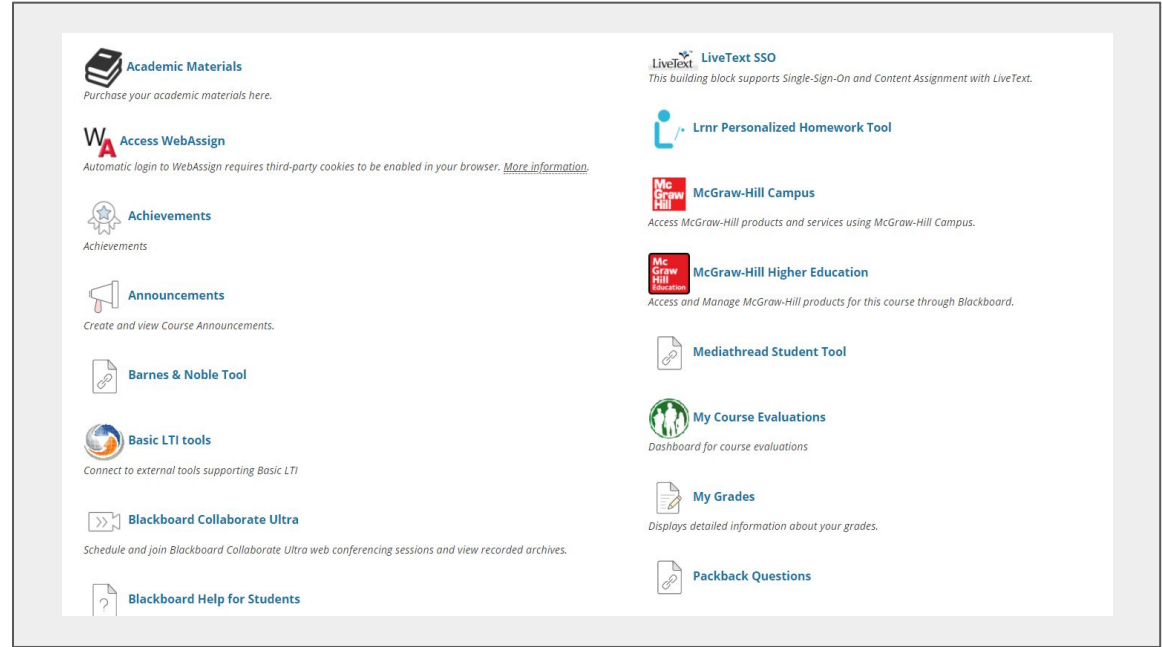 Academic Materials
Purchase your academic materials here.
WA Access WebAssign
Automatic login to WebAssign requires third-party cookies to be enabled in your browser. More information.
Achievements
Achievements
Announcements
Create and view Course Announcements.
Barnes & Noble Tool
Basic LTI tools
Connect to external tools supporting Basic LTI
Blackboard Collaborate Ultra
Schedule and join Blackboard Collaborate Ultra web conferencing sessions and view recorded archives.
? Blackboard Help for Students
LiveText LiveText SSO
This building block supports Single-Sign-On and Content Assignment with LiveText.
Lrnr Personalized Homework Tool
Mc
Graw
Hill
McGraw-Hill Campus
Access McGraw-Hill products and services using McGraw-Hill Campus.
Mc
Graw
Hill
Education
McGraw-Hill Higher Education
Access and Manage McGraw-Hill products for this course through Blackboard.
Mediathread Student Tool
My Course Evaluations
Dashboard for course evaluations
My Grades
Displays detailed information about your grades.
Packback Questions